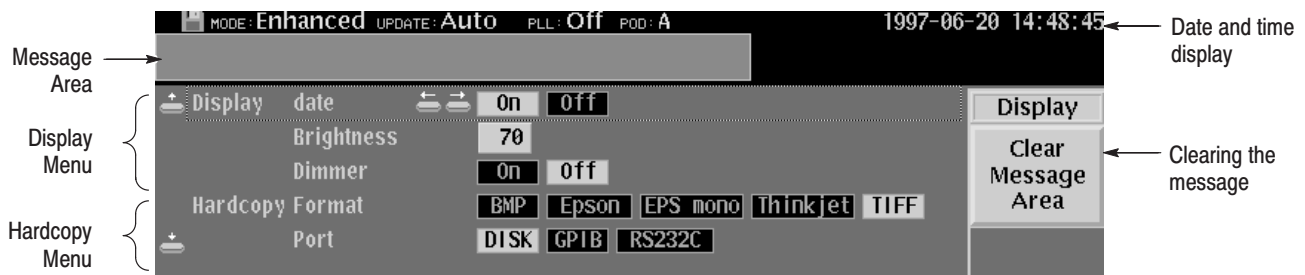 MODE:Enhanced UPDATE:Auto PLL:Off POD:A 1997-06-20 14:48:45
Date and time
display
Message
Area
Display date On Off
Brightness 70
Dimmer On Off
Hardcopy Format BMP Epson EPS mono Thinkjet TIFF
Port DISK GPIB RS232C
Display
Menu
Hardcopy
Menu
Display
Clear
Message
Area
Clearing the
message